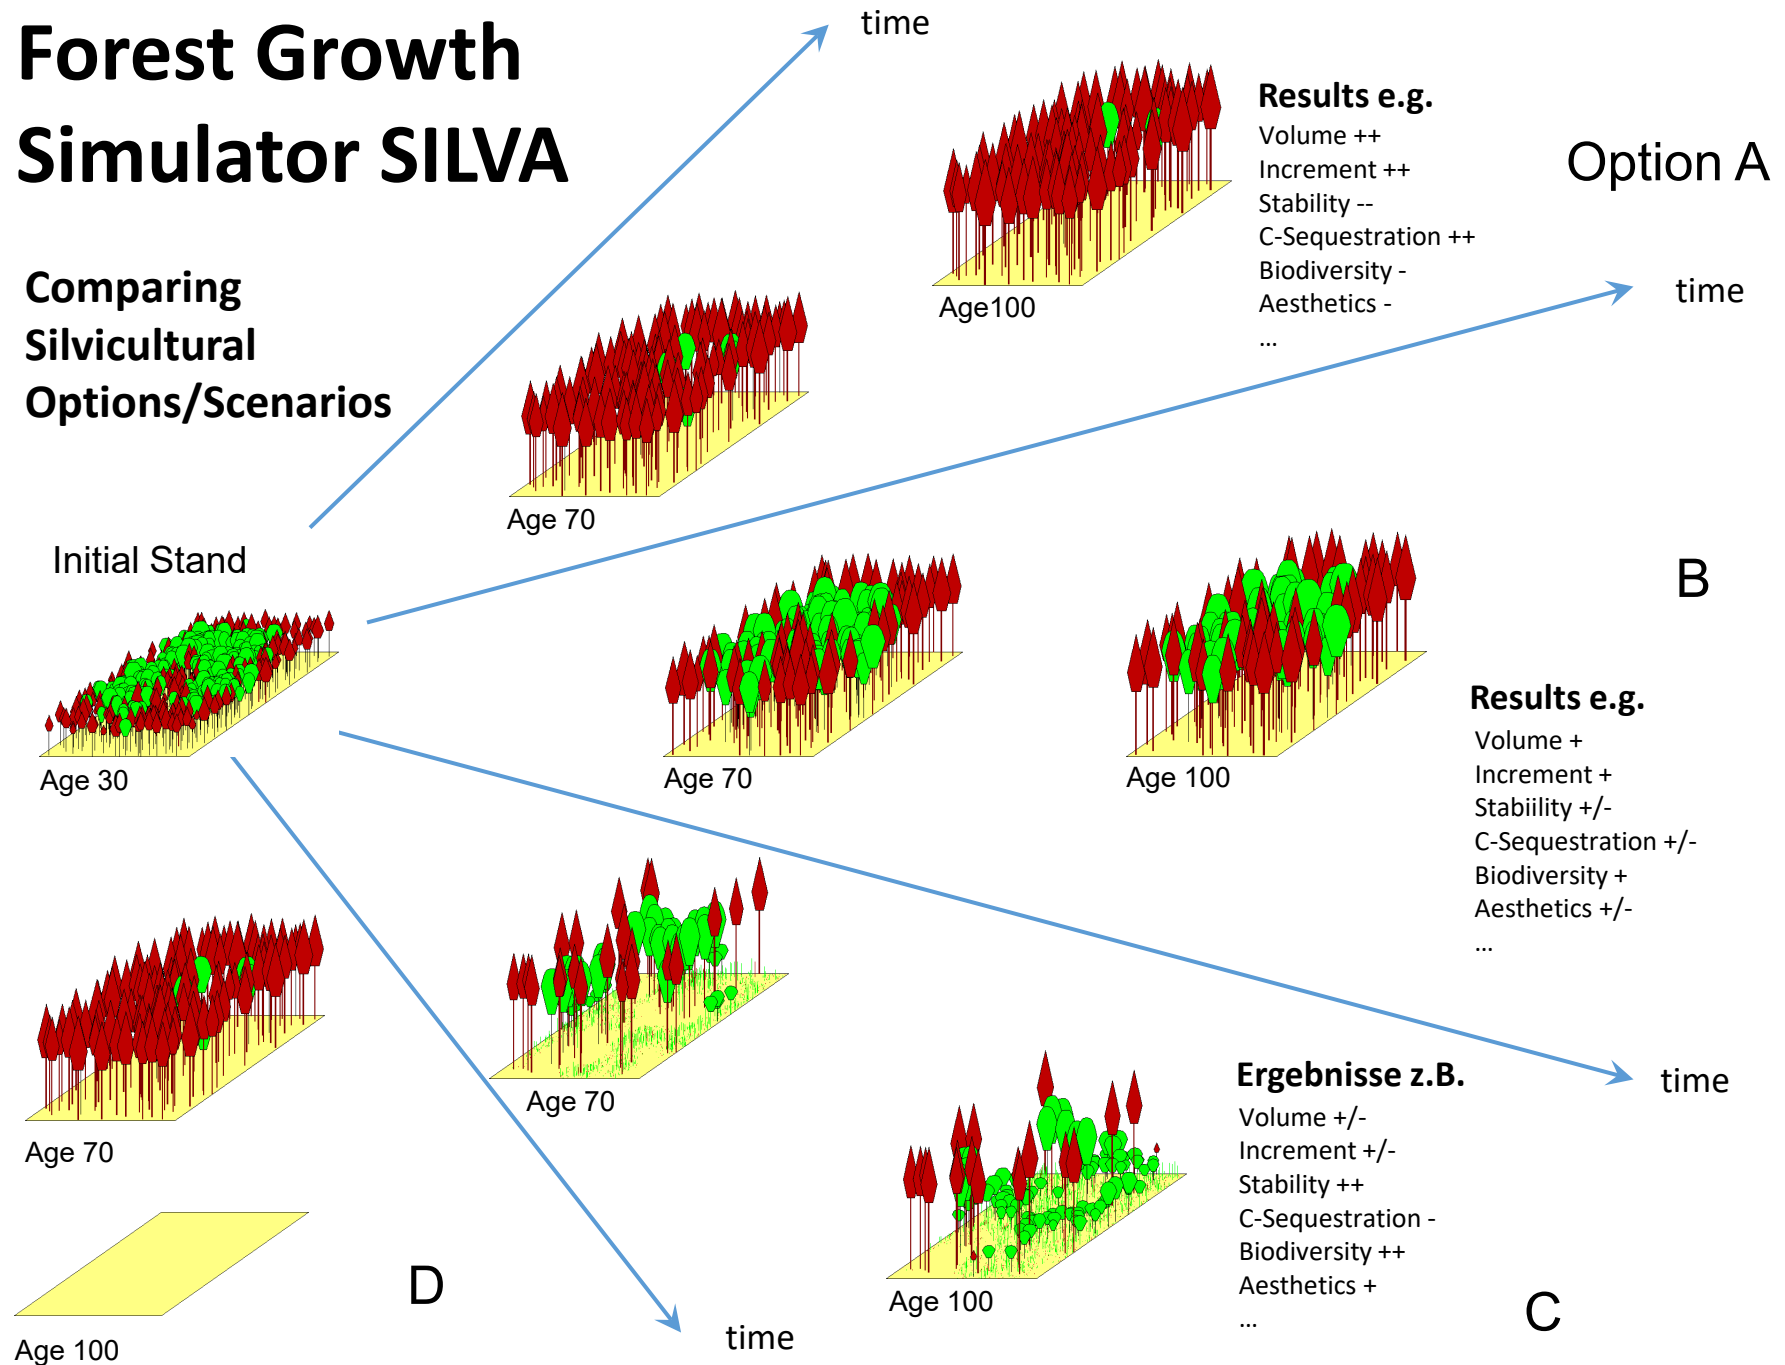 Forest Growth
Simulator SILVA
Comparing
Silvicultural
Options/Scenarios
time
Results e.g.
Volume ++
Increment ++
Stability --
C-Sequestration ++
Biodiversity -
Aesthetics -
...
Option A
Age100
Age 70
time
Initial Stand
Age 30
Age 70
Age 100
B
Results e.g.
Volume +
Increment +
Stabiility +/-
C-Sequestration +/-
Biodiversity +
Aesthetics +/-
...
time
Age 70
Age 100
Ergebnisse z.B.
Volume +/-
Increment +/-
Stability ++
C-Sequestration -
Biodiversity ++
Aesthetics +
...
C
Age 70
Age 100
D
time